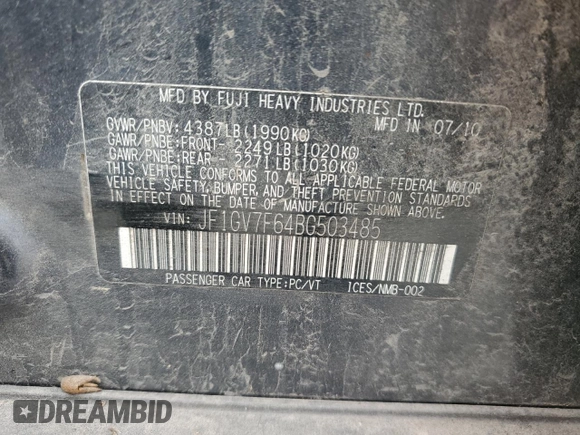 MFD BY FUJI HEAVY INDUSTRIES LTD.
GVWR/PNBV: 4387LB(1990KG) MFD IN 07/10
GAWR/PNBE:FRONT- 2249LB(1020KG)
GAWR/PNBE:REAR - 2271LB(1030KG)
THIS VEHICLE CONFORMS TO ALL APPLICABLE FEDERAL MOTOR
VEHICLE SAFETY, BUMPER, AND THEFT PREVENTION STANDARDS
IN EFFECT ON THE DATE OF MANUFACTURE SHOWN ABOVE.
VIN: JF1GV7F64BG503485
PASSENGER CAR TYPE:PC/VT ICES/NMB-002
DREAMBID